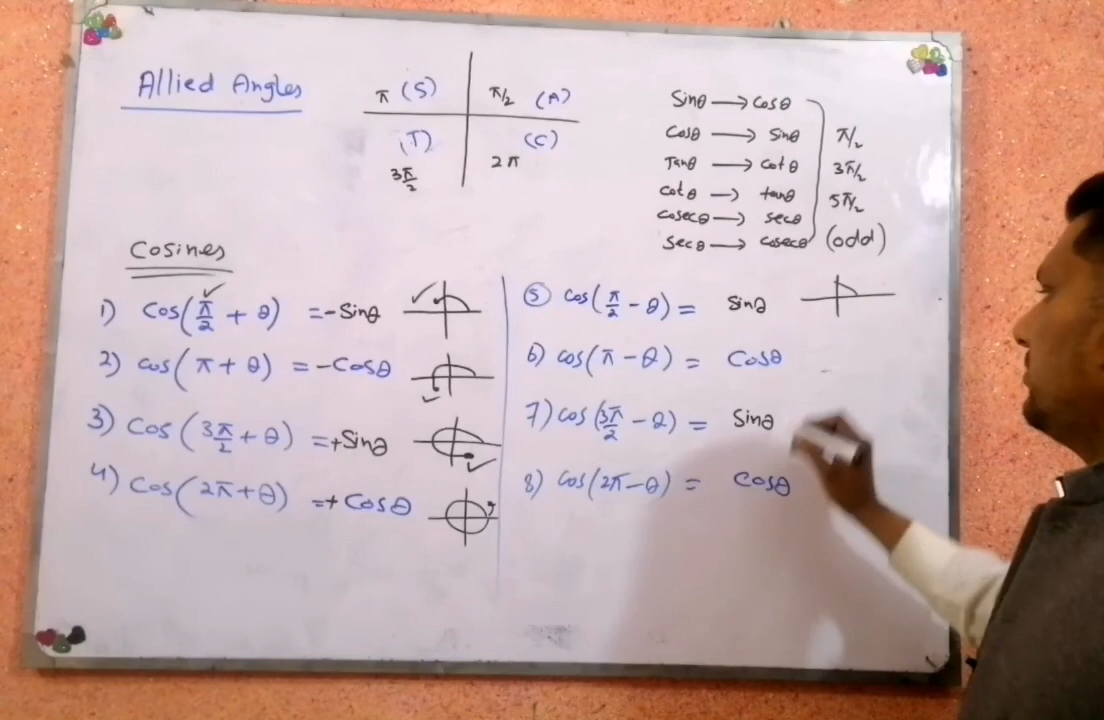 Allied Angles
π (S) π/2 (A)
(T) (C)
3π/2 2π
Sinθ → cosθ
cosθ → sinθ
Tanθ → cotθ
cotθ → tanθ
cosecθ → secθ
secθ → cosecθ
π/2
3π/2
5π/2
(odd)
Cosines
1) cos(π/2 + θ) = -Sinθ
2) cos(π + θ) = -Cosθ
3) Cos(3π/2 + θ) = +Sinθ
4) Cos(2π + θ) = + Cosθ
5 cos(π/2 - θ) = Sinθ
6) cos(π - θ) = Cosθ
7) cos(3π/2 - θ) = Sinθ
8) cos(2π - θ) = Cosθ